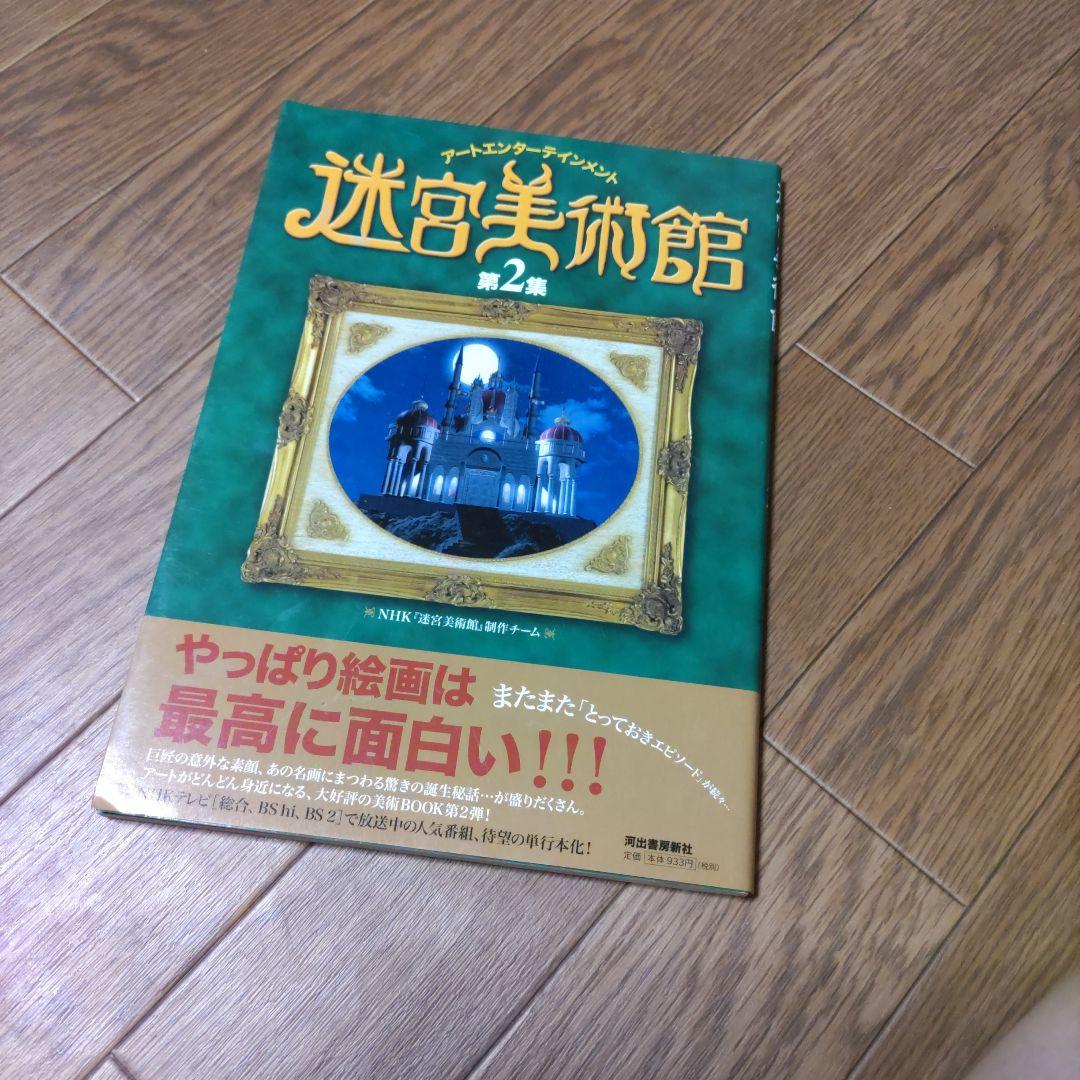 アートエンターテインメント
迷宮美術館
第2集
NHK『迷宮美術館』制作チーム
やっぱり絵画は
最高に面白い!!!
またまた「とっておきエピソード」が続々…
巨匠の意外な素顔、あの名画にまつわる驚きの誕生秘話…が盛りだくさん。
アートがどんどん身近になる、大好評の美術BOOK第2弾!
NHKテレビ[総合、BS hi、BS 2]で放送中の人気番組、待望の単行本化!
河出書房新社
定価 本体933円(税別)